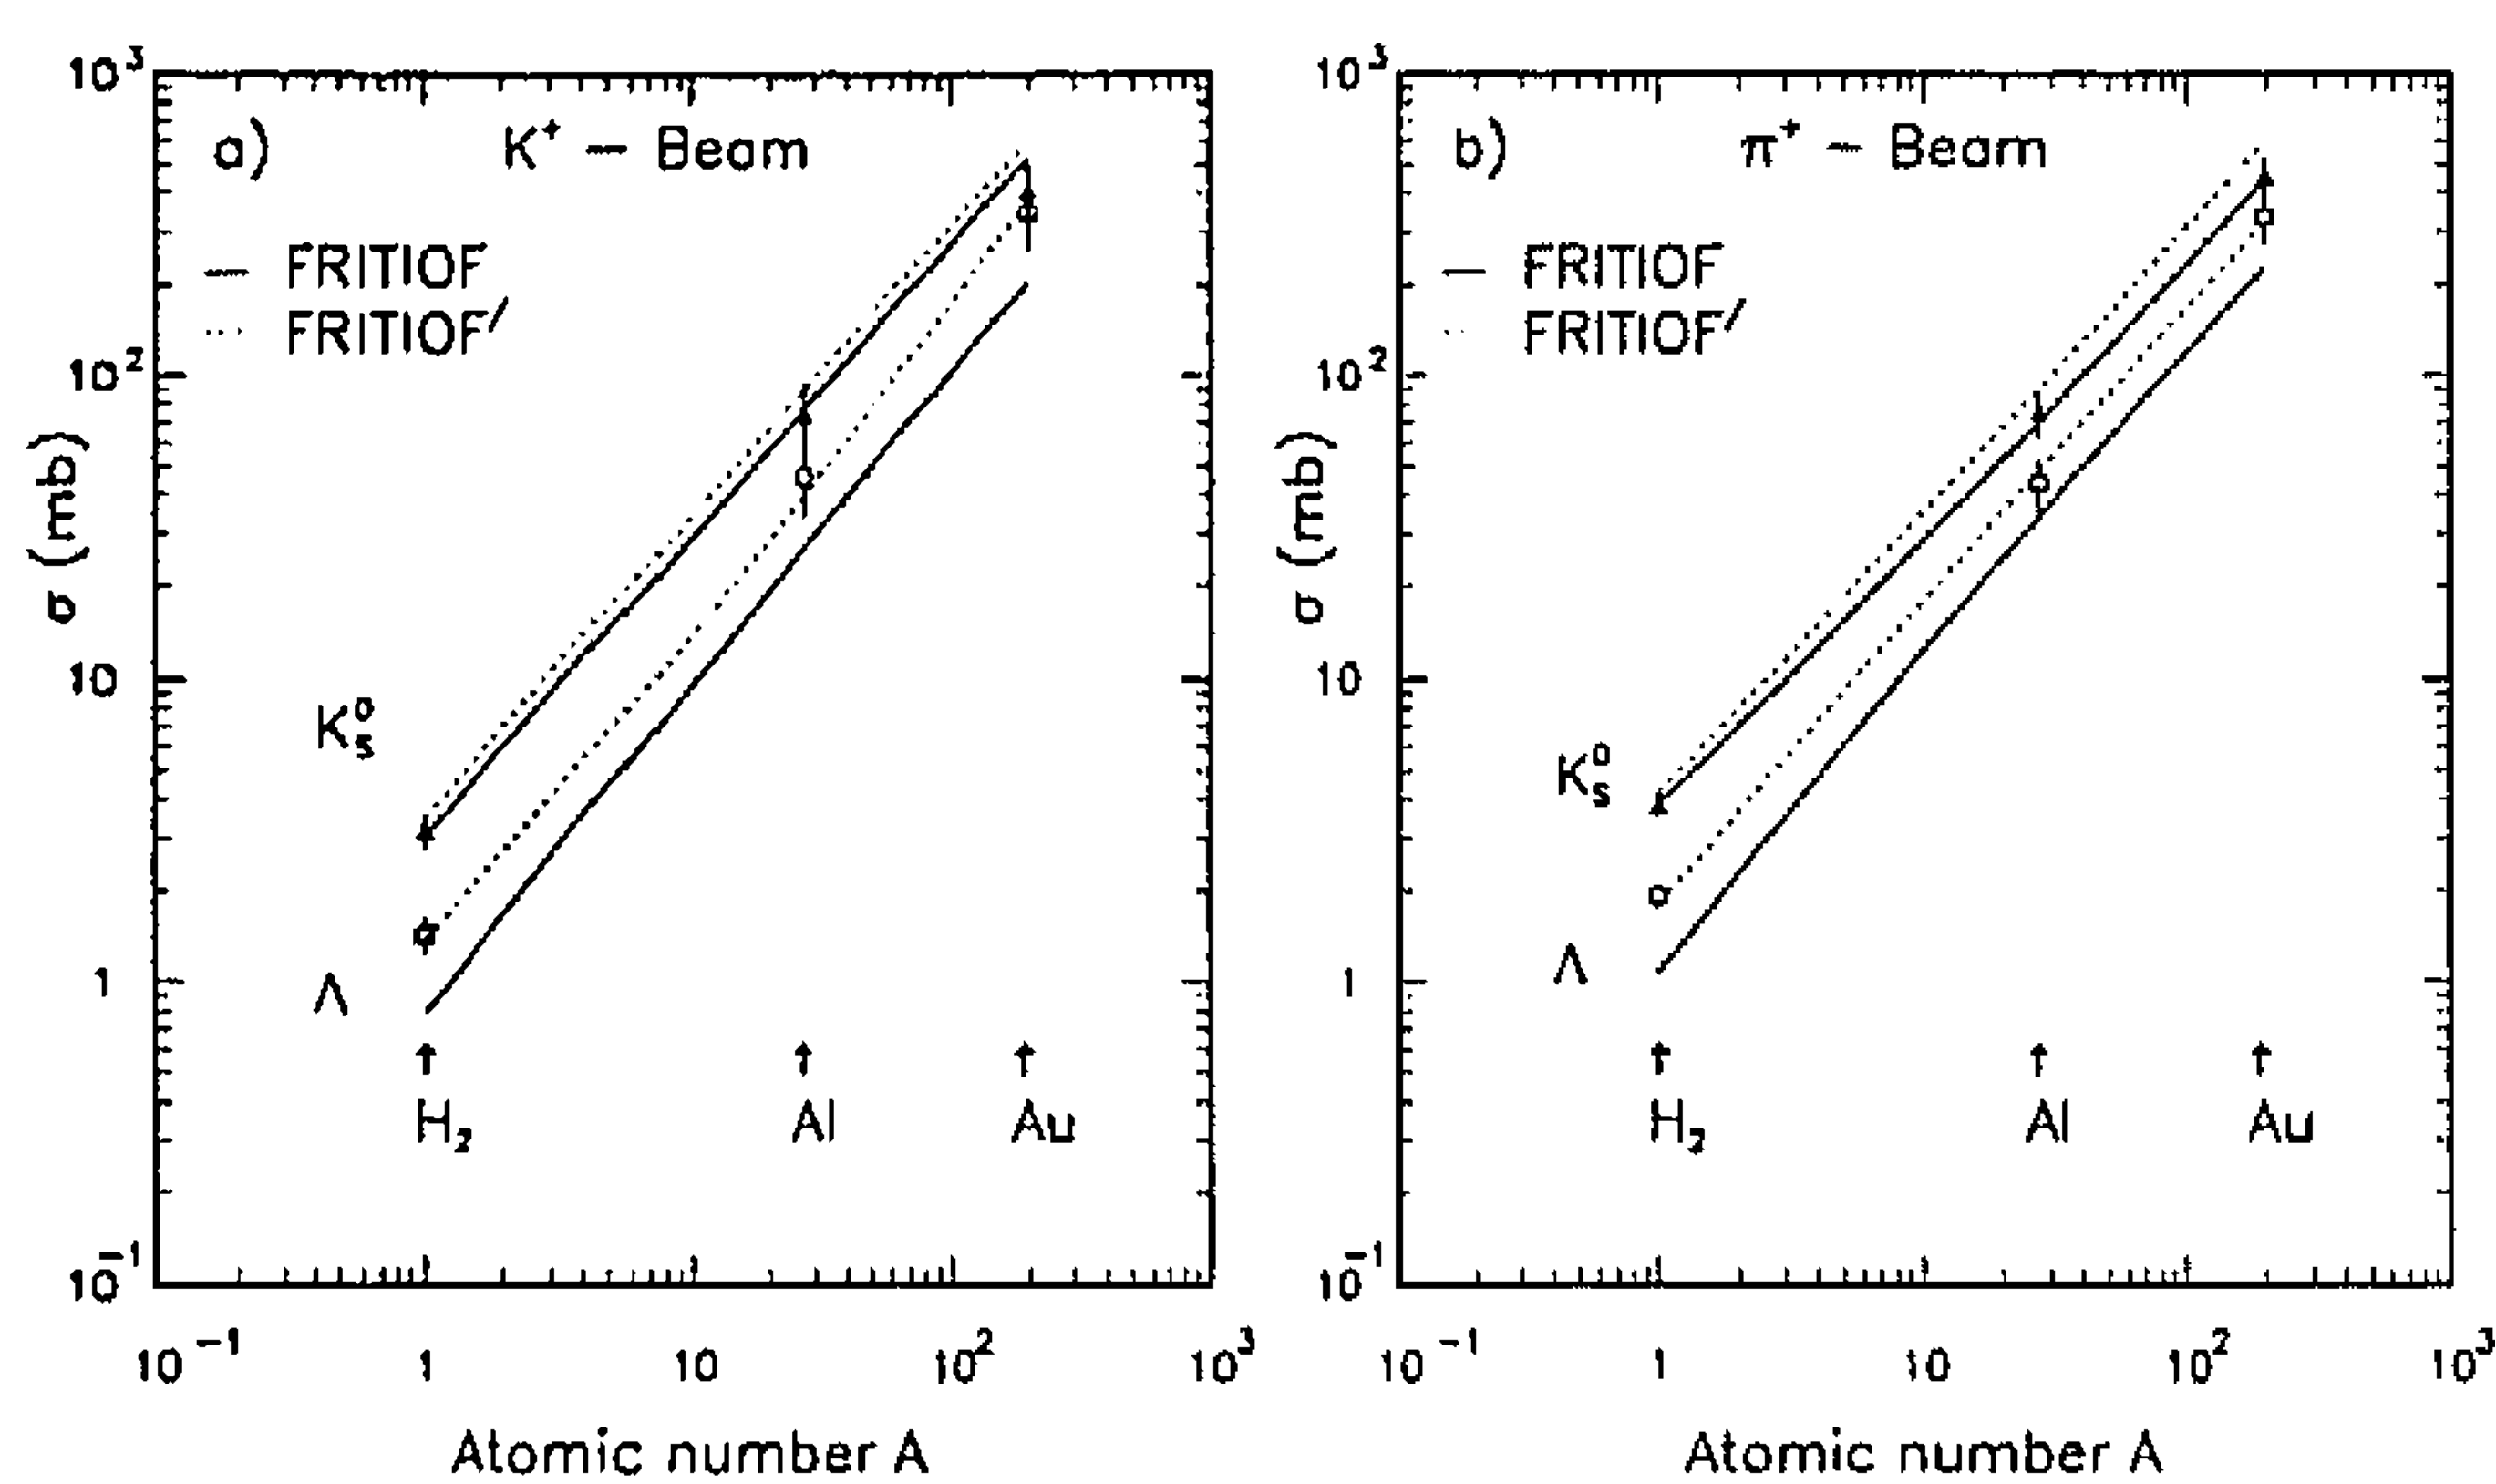 a) K⁺ – Beam
— FRITIOF
··· FRITIOF′
K⁰ₛ
Λ
H₂ Al Au
σ (mb)
10³
10²
10
1
10⁻¹
10⁻¹ 1 10 10² 10³
Atomic number A
b) π⁺ – Beam
— FRITIOF
··· FRITIOF′
K⁰ₛ
Λ
H₂ Al Au
σ (mb)
10³
10²
10
1
10⁻¹
10⁻¹ 1 10 10² 10³
Atomic number A